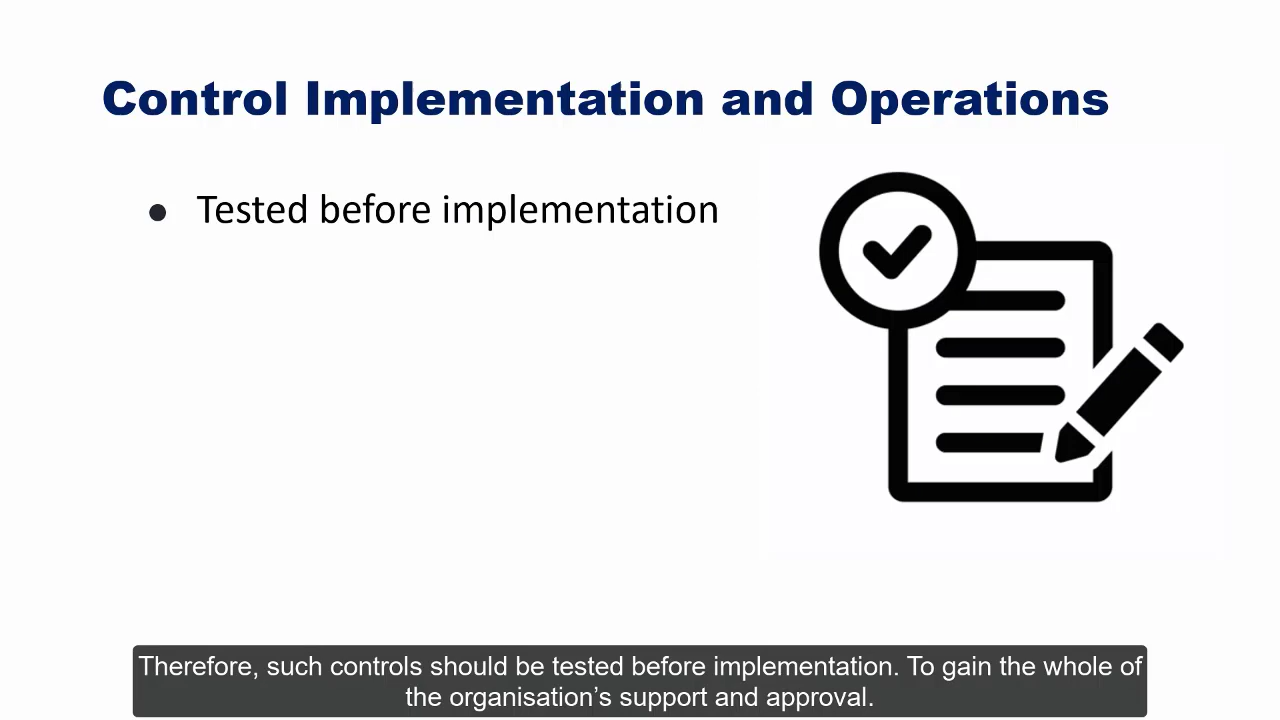 Control Implementation and Operations
● Tested before implementation
Therefore, such controls should be tested before implementation. To gain the whole of
the organisation’s support and approval.